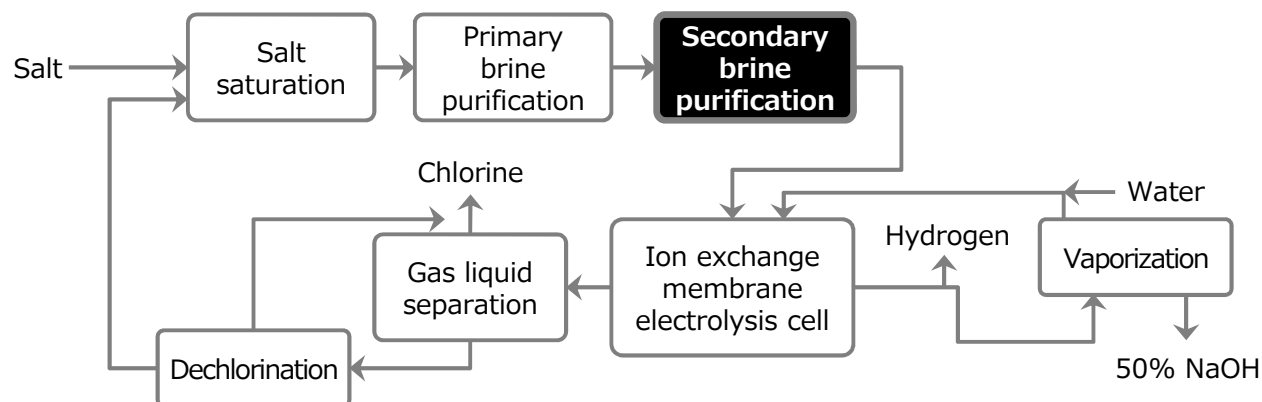 Salt
Salt
saturation
Primary
brine
purification
Secondary
brine
purification
Chlorine
Water
Hydrogen
Gas liquid
separation
Ion exchange
membrane
electrolysis cell
Vaporization
Dechlorination
50% NaOH